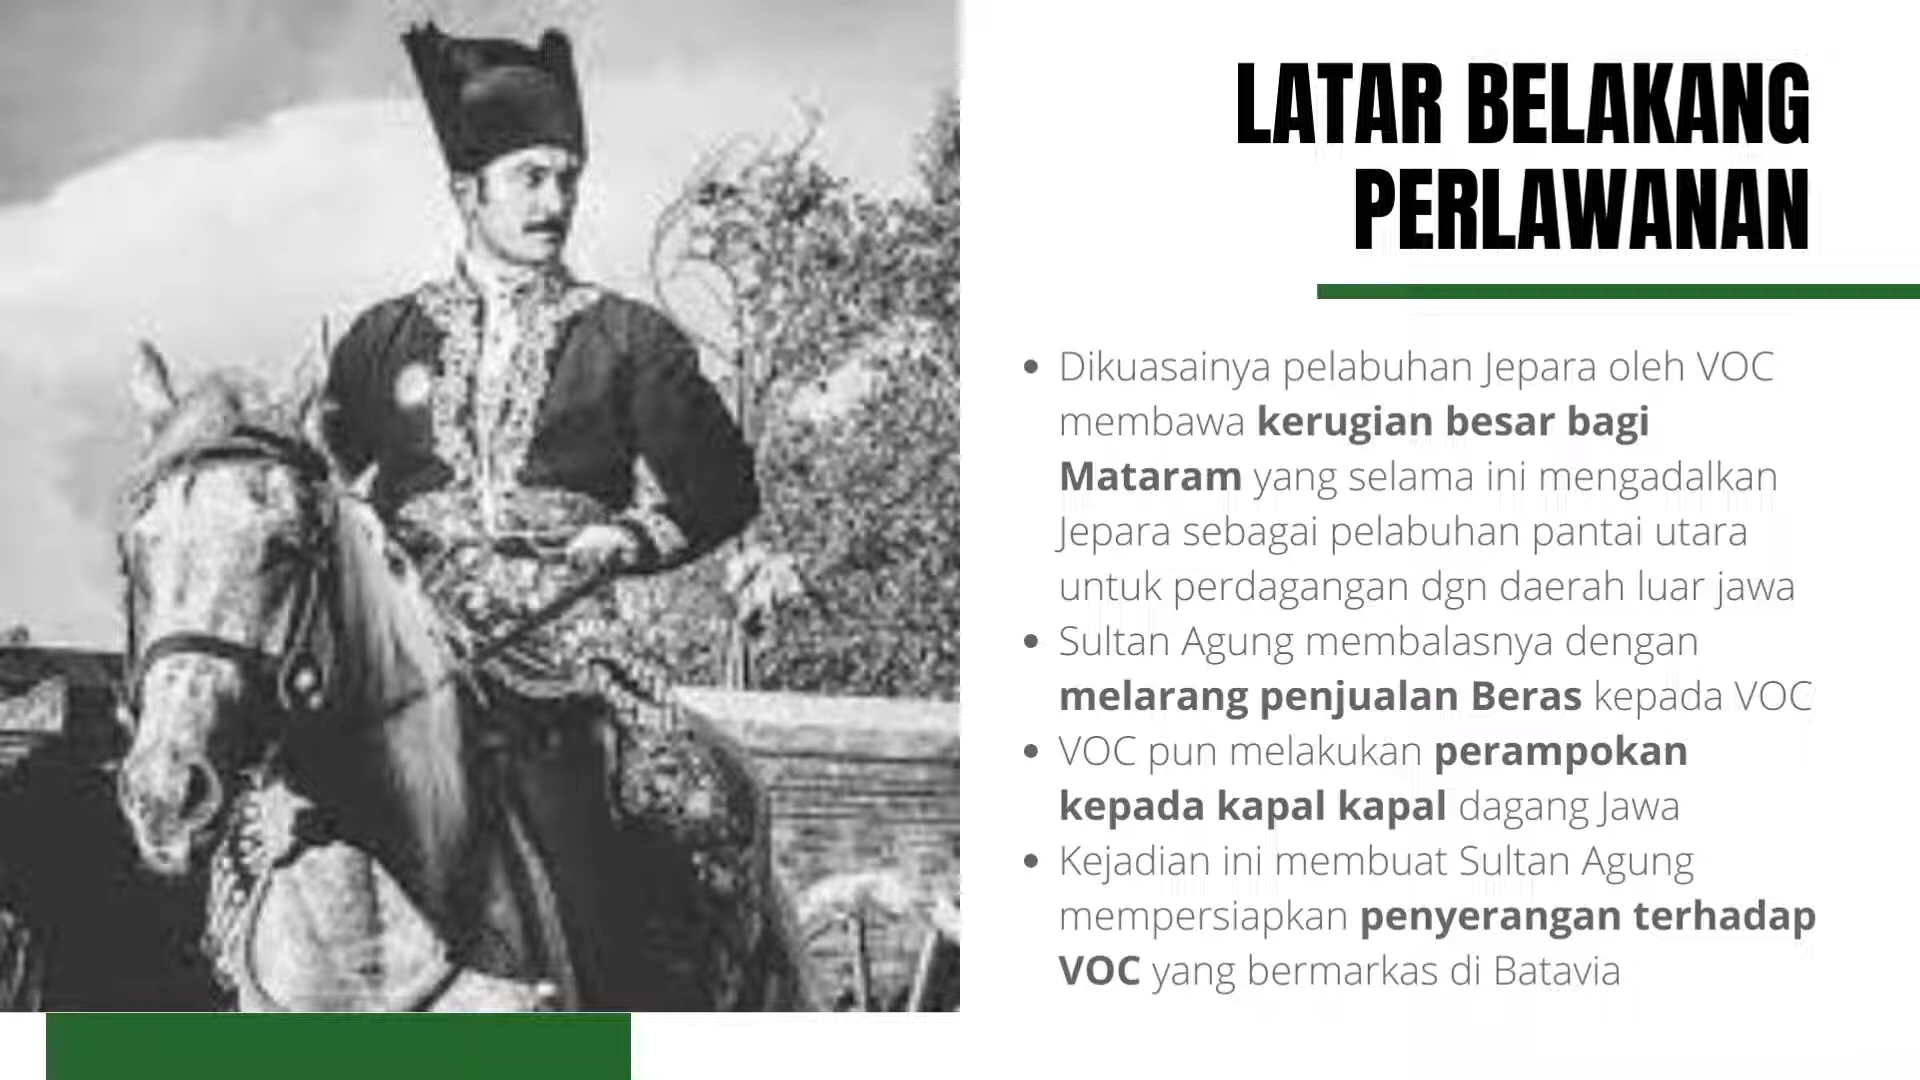 LATAR BELAKANG
PERLAWANAN
• Dikuasainya pelabuhan Jepara oleh VOC
membawa kerugian besar bagi
Mataram yang selama ini mengadalkan
Jepara sebagai pelabuhan pantai utara
untuk perdagangan dgn daerah luar jawa
• Sultan Agung membalasnya dengan
melarang penjualan Beras kepada VOC
• VOC pun melakukan perampokan
kepada kapal kapal dagang Jawa
• Kejadian ini membuat Sultan Agung
mempersiapkan penyerangan terhadap
VOC yang bermarkas di Batavia